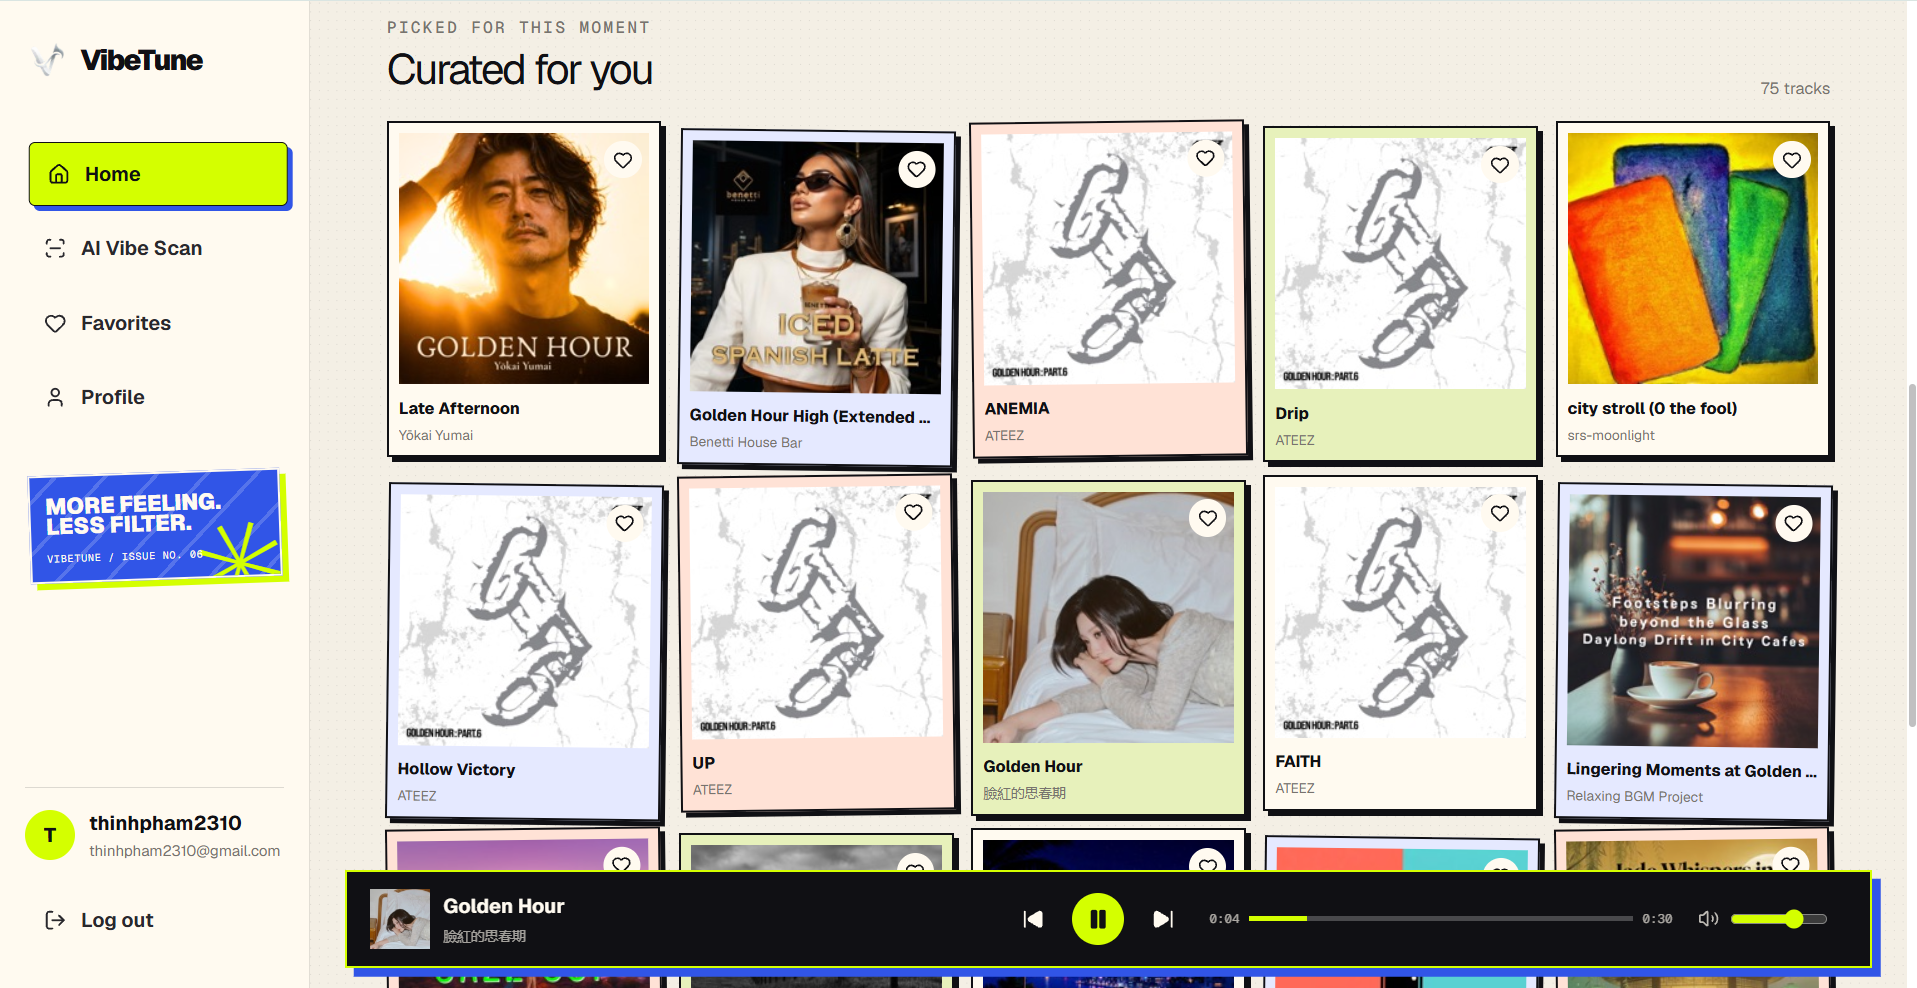 VibeTune
Home
AI Vibe Scan
Favorites
Profile
MORE FEELING.
LESS FILTER.
VIBETUNE / ISSUE NO. 06
T
thinhpham2310
thinhpham2310@gmail.com
Log out
PICKED FOR THIS MOMENT
Curated for you
75 tracks
GOLDEN HOUR
Yōkai Yumai
Late Afternoon
Yōkai Yumai
benetti
ICED
SPANISH LATTE
Golden Hour High (Extended ...
Benetti House Bar
GOLDEN HOUR : PART.6
ANEMIA
ATEEZ
GOLDEN HOUR : PART.6
Drip
ATEEZ
city stroll (0 the fool)
srs-moonlight
GOLDEN HOUR : PART.6
Hollow Victory
ATEEZ
GOLDEN HOUR : PART.6
UP
ATEEZ
Golden Hour
臉紅的思春期
GOLDEN HOUR : PART.6
FAITH
ATEEZ
Footsteps Blurring
beyond the Glass
Daylong Drift in City Cafes
Lingering Moments at Golden ...
Relaxing BGM Project
Jade Whispers in
Golden Hour
臉紅的思春期
0:04
0:30